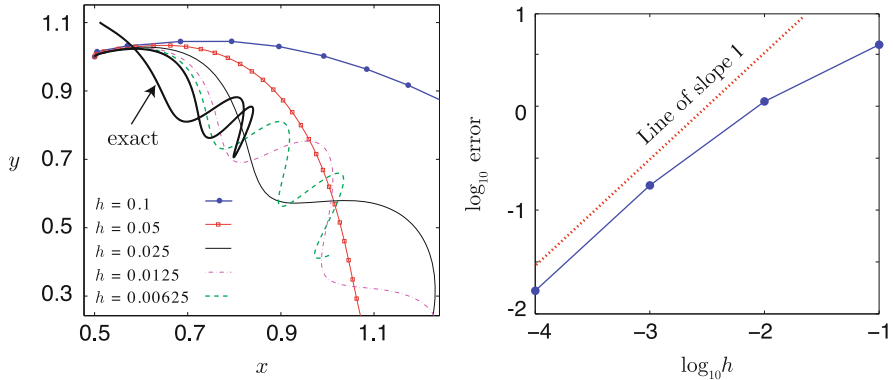 1.1
1.0
0.9
0.7
0.5
0.3
y
exact
h = 0.1
h = 0.05
h = 0.025
h = 0.0125
h = 0.00625
0.5
0.7
0.9
1.1
x
1
0
-1
-2
log₁₀ error
Line of slope 1
-4
-3
-2
-1
log₁₀h